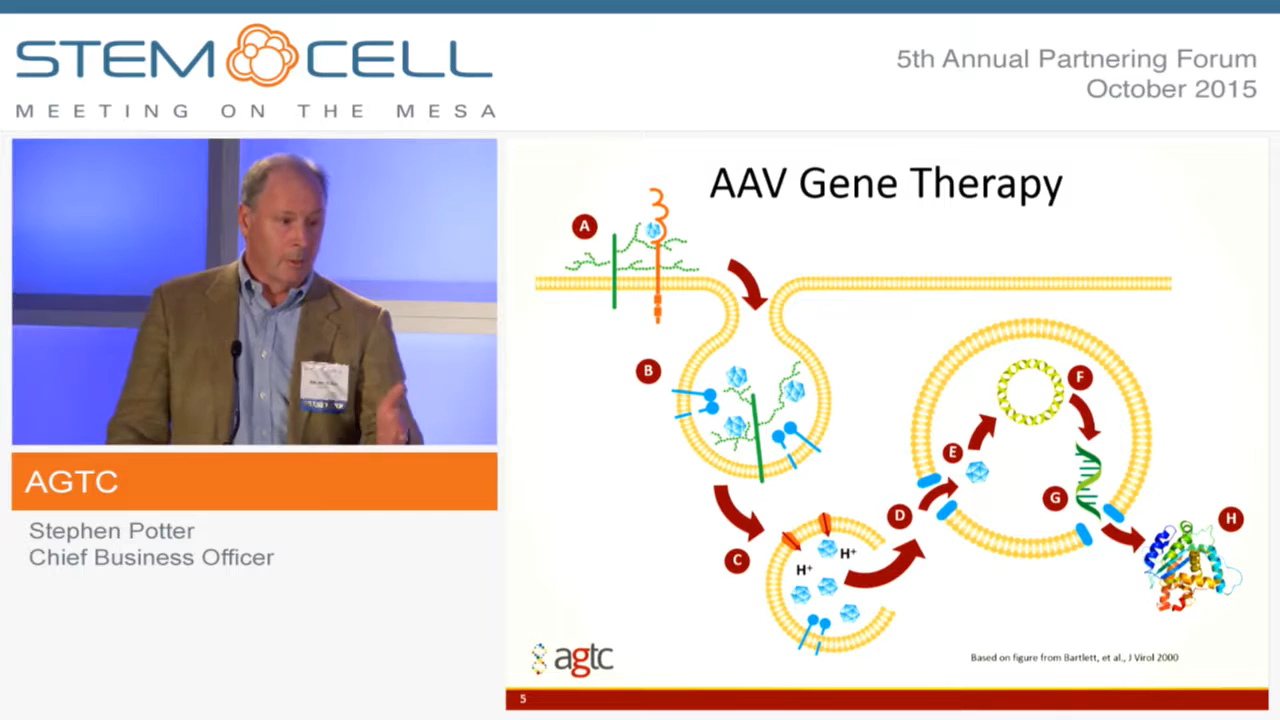 STEM CELL
MEETING ON THE MESA
5th Annual Partnering Forum
October 2015
AGTC
Stephen Potter
Chief Business Officer
AAV Gene Therapy
A
B
C
D
E
F
G
H
H⁺
H⁺
agtc
Based on figure from Bartlett, et al., J Virol 2000
5